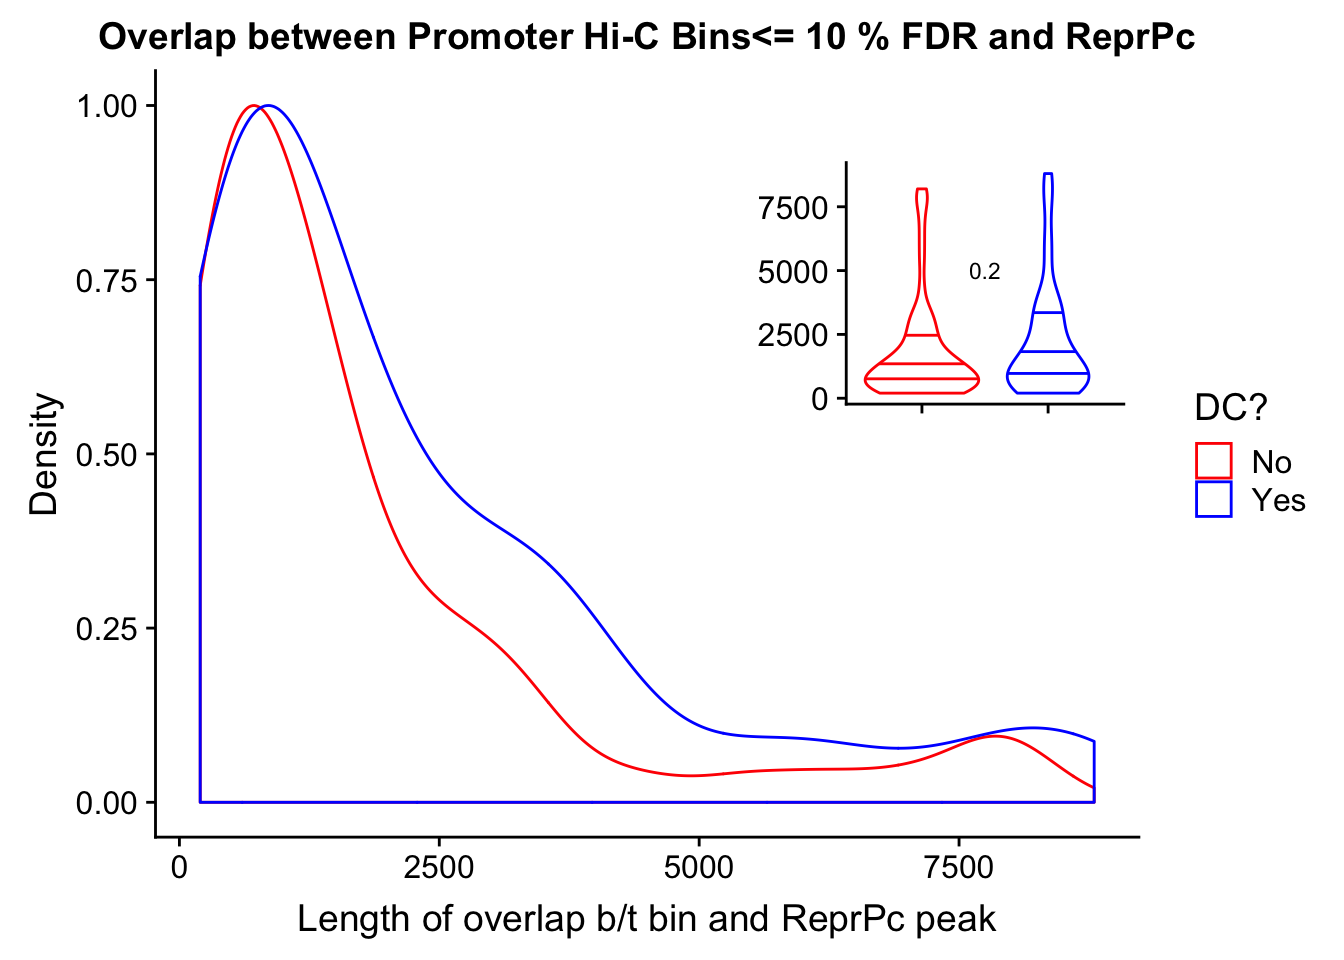 Overlap between Promoter Hi-C Bins<= 10 % FDR and ReprPc
Density
1.00
0.75
0.50
0.25
0.00
0
2500
5000
7500
Length of overlap b/t bin and ReprPc peak
7500
5000
2500
0
0.2
DC?
No
Yes